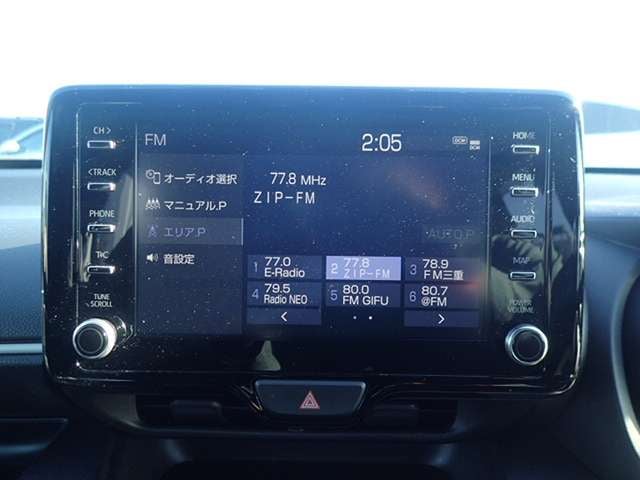 CH >
< TRACK
PHONE
T/C
TUNE
SCROLL
FM
2:05
DCM
オーディオ選択
マニュアル.P
エリア.P
音設定
77.8 MHz
ZIP-FM
AUTO.P
1 77.0
E-Radio
2 77.8
ZIP-FM
3 78.9
FM三重
4 79.5
Radio NEO
5 80.0
FM GIFU
6 80.7
@FM
<
>
HOME
MENU
AUDIO
MAP
POWER
VOLUME